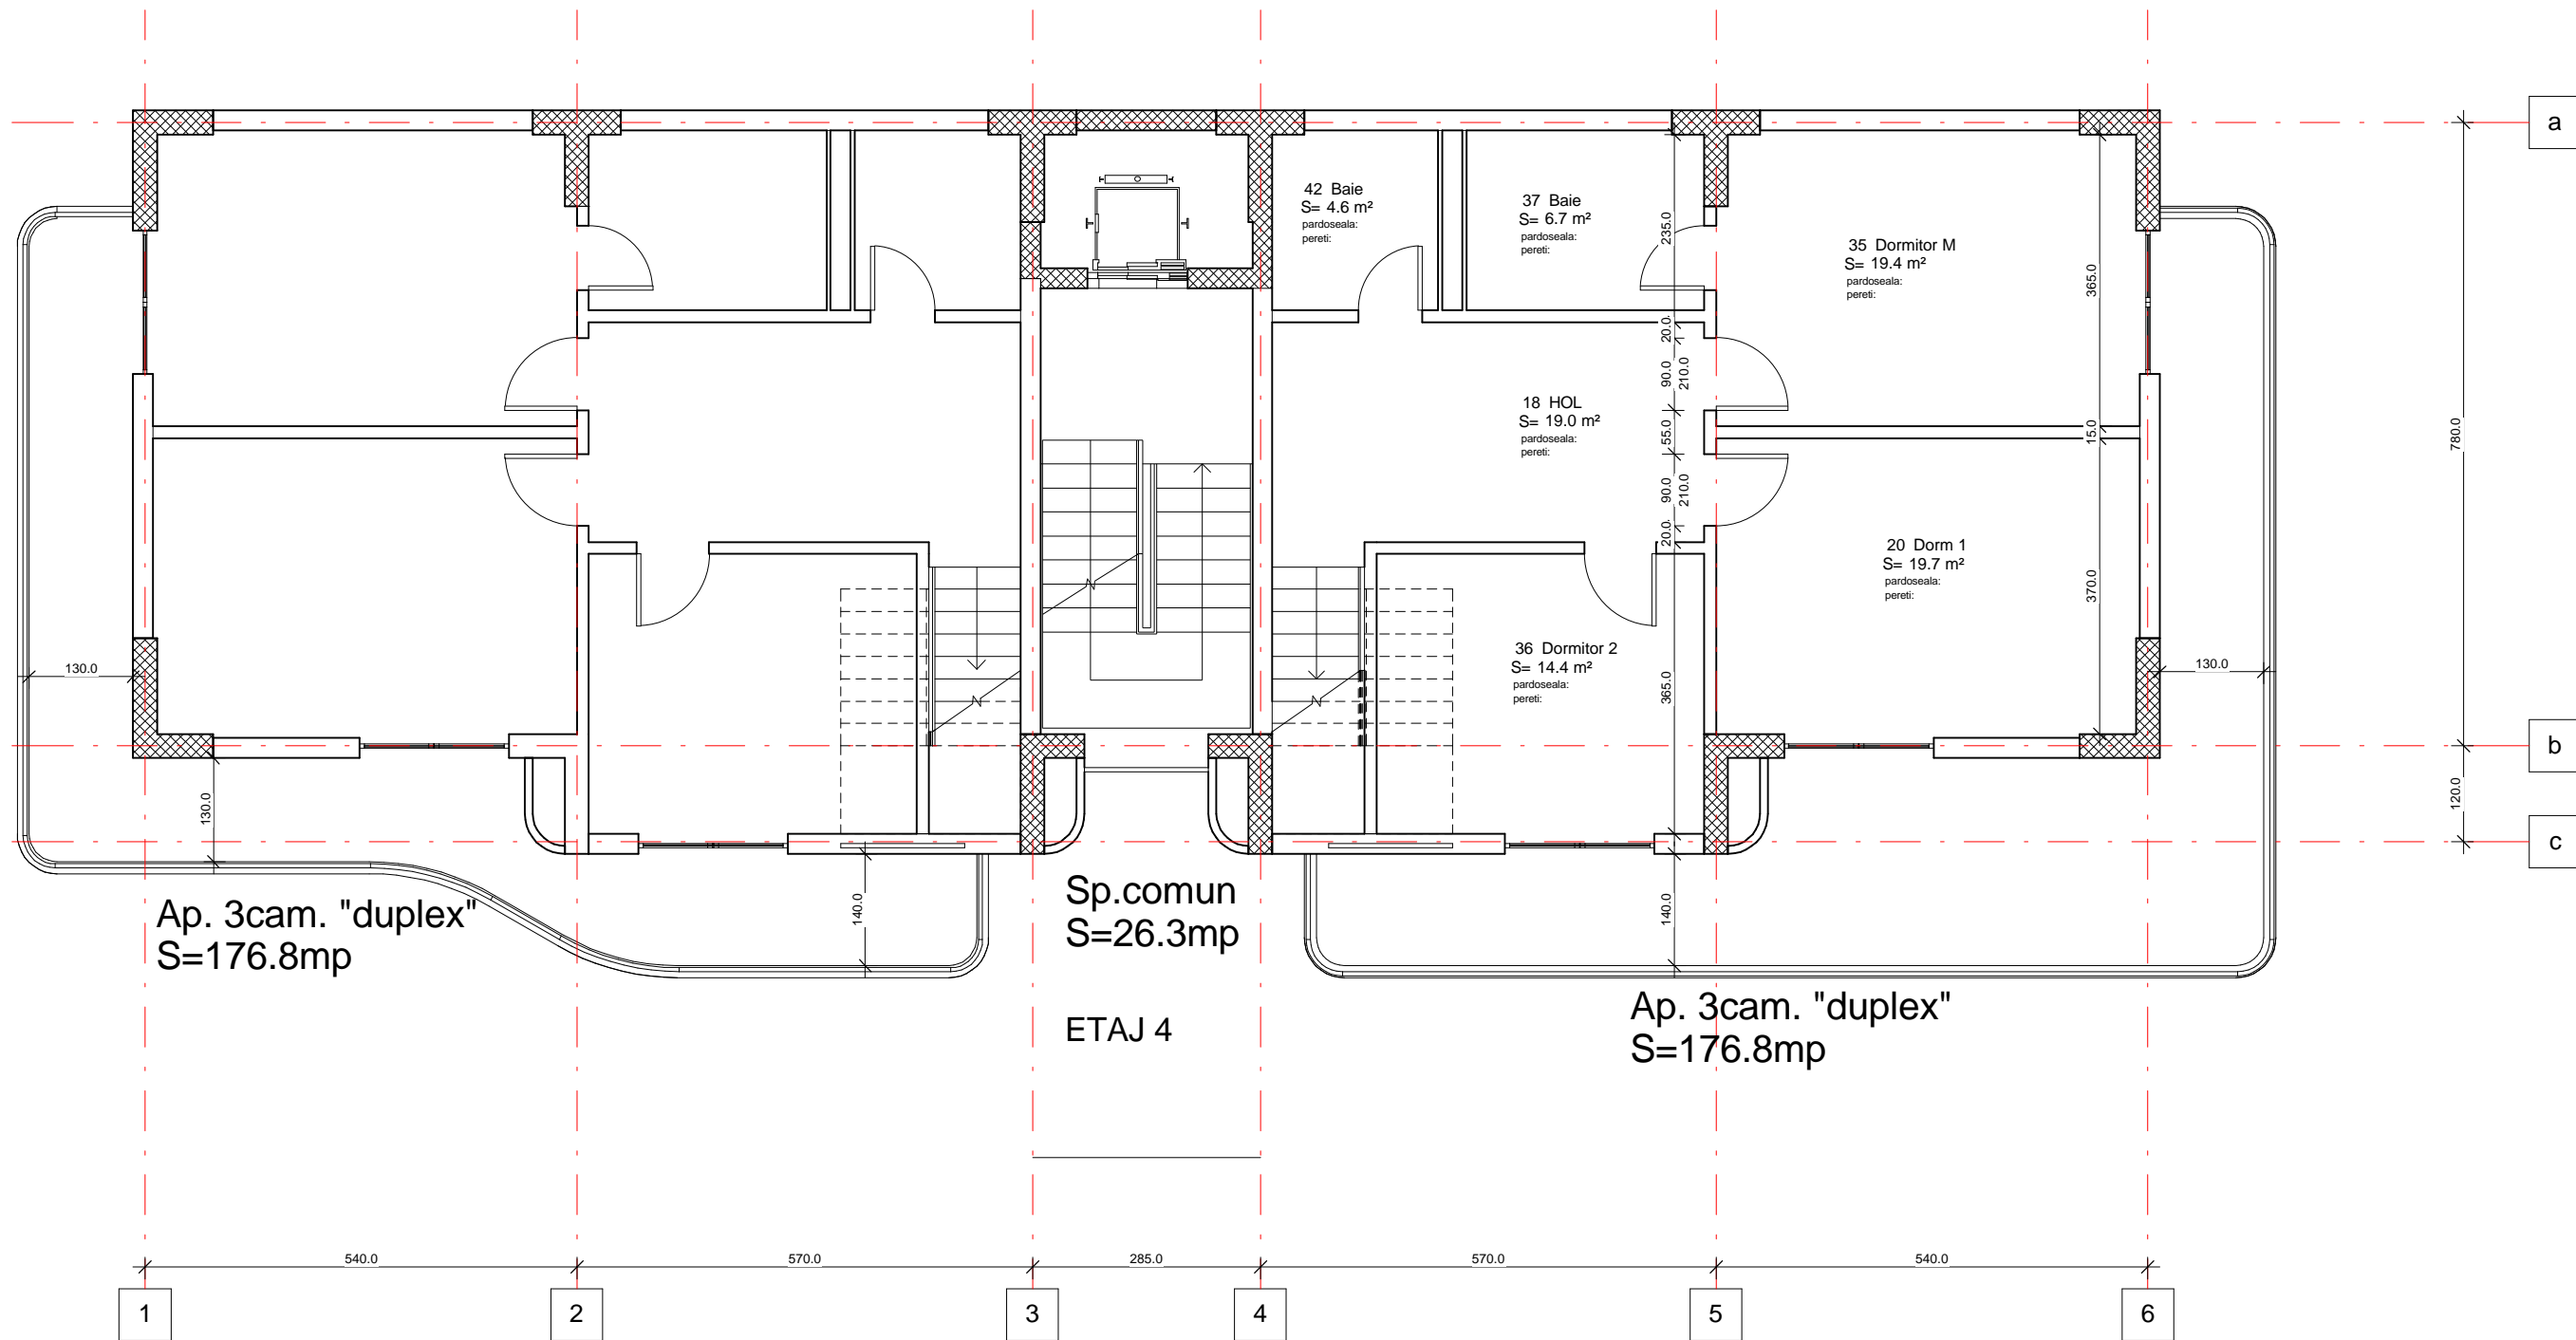 a
42 Baie
S= 4.6 m²
pardoseala:
pereti:
37 Baie
S= 6.7 m²
pardoseala:
pereti:
235.0
35 Dormitor M
S= 19.4 m²
pardoseala:
pereti:
365.0
20.0
90.0
210.0
18 HOL
S= 19.0 m²
pardoseala:
pereti:
55.0
15.0
780.0
90.0
210.0
20.0
20 Dorm 1
S= 19.7 m²
pardoseala:
pereti:
370.0
36 Dormitor 2
S= 14.4 m²
pardoseala:
pereti:
365.0
130.0
130.0
b
130.0
120.0
c
140.0
140.0
Ap. 3cam. "duplex"
S=176.8mp
Sp.comun
S=26.3mp
Ap. 3cam. "duplex"
S=176.8mp
ETAJ 4
540.0
570.0
285.0
570.0
540.0
1
2
3
4
5
6